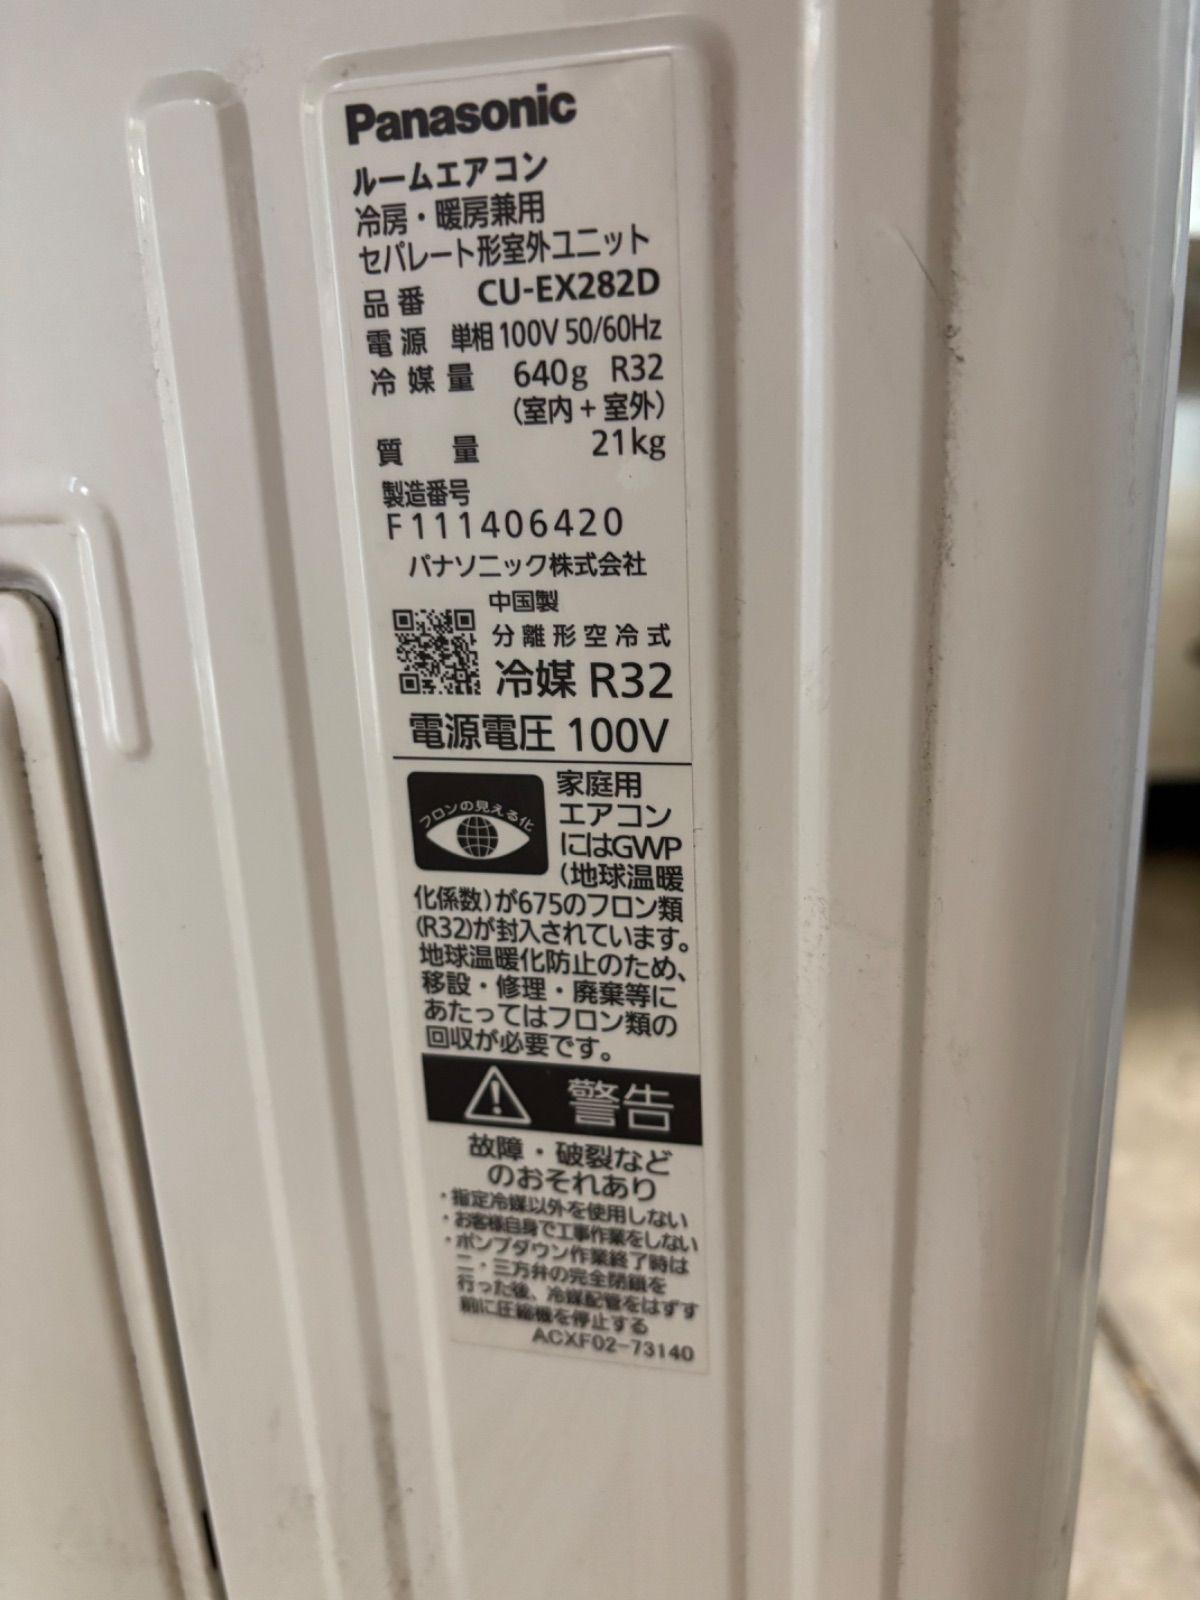 Panasonic
ルームエアコン
冷房・暖房兼用
セパレート形室外ユニット
品番 CU-EX282D
電源 単相100V 50/60Hz
冷媒量 640g R32
(室内+室外)
質量 21kg
製造番号
F111406420
パナソニック株式会社
中国製
分離形空冷式
冷媒 R32
電源電圧 100V
フロンの見える化
家庭用
エアコン
にはGWP
(地球温暖
化係数)が675のフロン類
(R32)が封入されています。
地球温暖化防止のため、
移設・修理・廃棄等に
あたってはフロン類の
回収が必要です。
警告
故障・破裂など
のおそれあり
・指定冷媒以外を使用しない
・お客様自身で工事作業をしない
・ポンプダウン作業終了時は
二・三方弁の完全閉鎖を
行った後、冷媒配管をはずす
前に圧縮機を停止する
ACXF02-73140